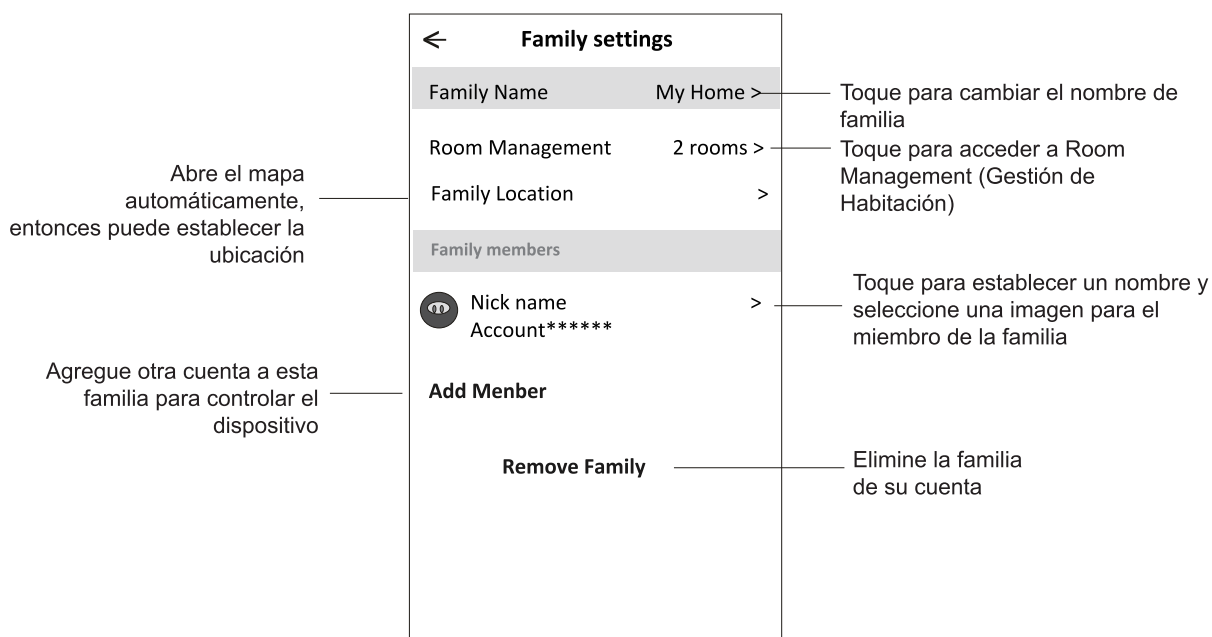 ← Family settings
Family Name My Home >
Toque para cambiar el nombre de
familia
Room Management 2 rooms >
Toque para acceder a Room
Management (Gestión de
Habitación)
Abre el mapa
automáticamente,
entonces puede establecer la
ubicación
Family Location >
Family members
Nick name >
Account******
Toque para establecer un nombre y
seleccione una imagen para el
miembro de la familia
Agregue otra cuenta a esta
familia para controlar el
dispositivo
Add Menber
Remove Family
Elimine la familia
de su cuenta